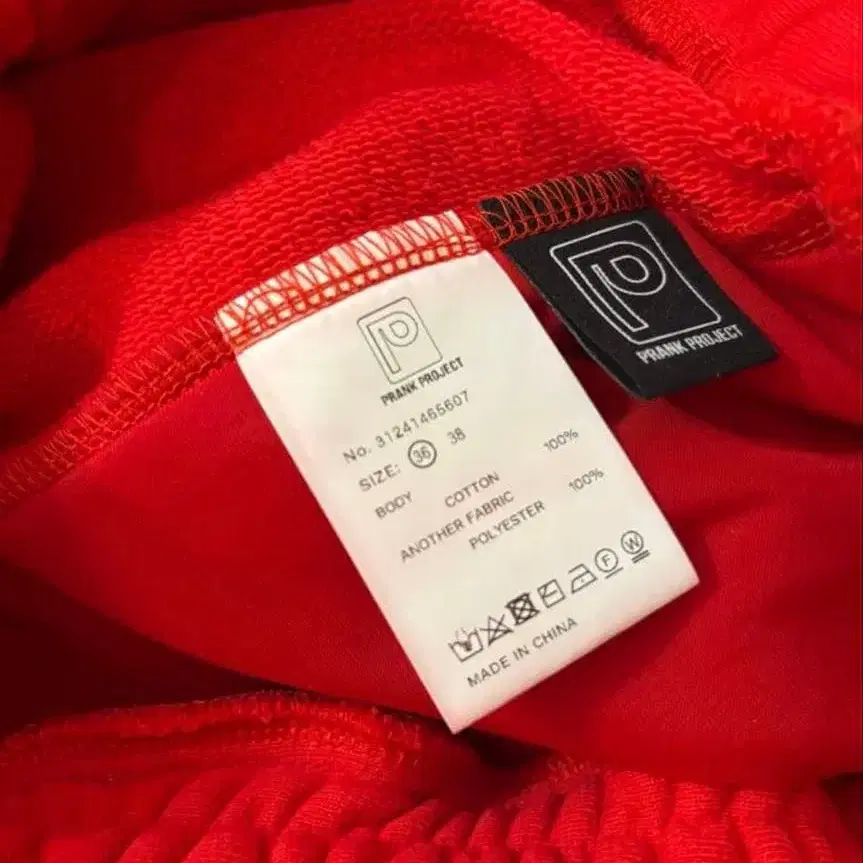 PRANK PROJECT
No. 31241465607
SIZE: 36 38
BODY COTTON 100%
ANOTHER FABRIC
POLYESTER 100%
F W
MADE IN CHINA
P
PRANK PROJECT